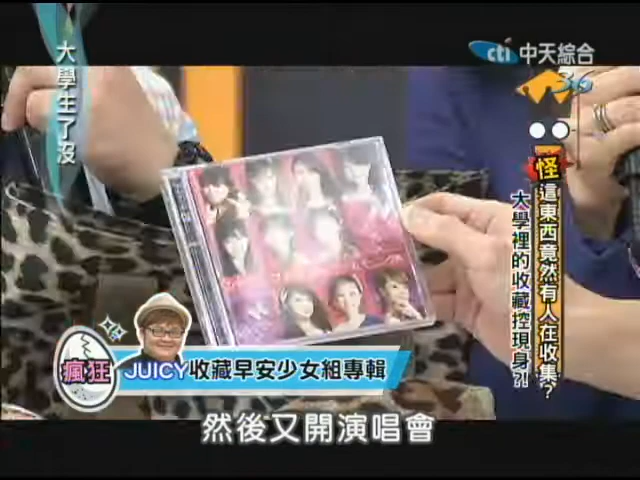 大學生了沒
cti 中天綜合
36
怪 這東西竟然有人在收集?
大學裡的收藏控現身?!
瘋狂
JUICY收藏早安少女組專輯
然後又開演唱會